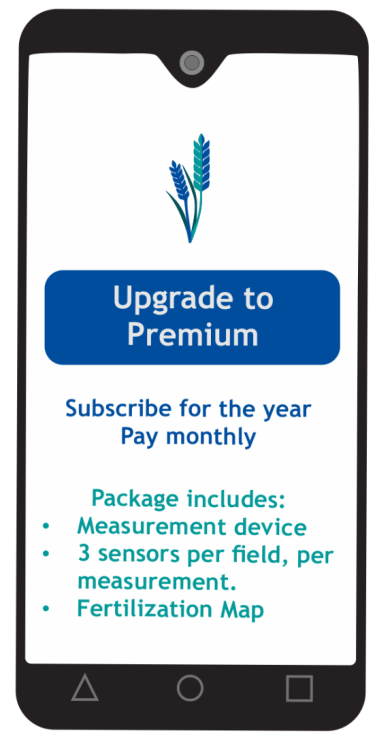 Upgrade to
Premium
Subscribe for the year
Pay monthly
Package includes:
• Measurement device
• 3 sensors per field, per
measurement.
• Fertilization Map